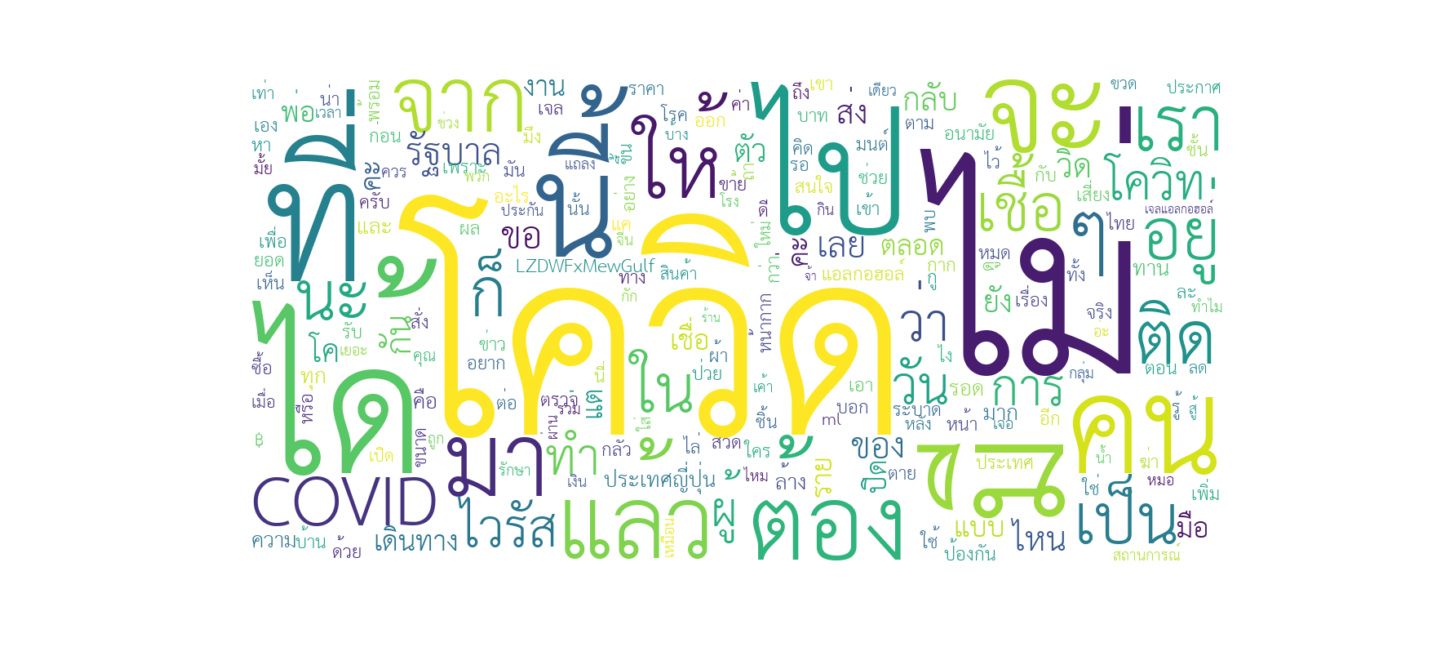 โควิด
ไม่
ที่
ได้
ไป
นี้
ให้
จาก
จะ
เรา
คน
มา
แล้ว
ต้อง
COVID
ไวรัส
เป็น
ติด
อยู่
เชื้อ
โควิท
ๆ
รัฐบาล
งาน
พ่อ
นะ
ก็
ขอ
เลย
ตลอด
ว่า
วัน
การ
ใน
เชื่อ
ทำ
ของ
ผู้
เดินทาง
ประเทศญี่ปุ่น
LZDWFxMewGulf
แอลกอฮอล์
หน้ากาก
สินค้า
ทาง
กลับ
ส่ง
ตัว
วิด
ยัง
เรื่อง
ไหน
แบบ
มือ
ป้องกัน
สถานการณ์
ประเทศ
ประกาศ
ขวด
อนามัย
ตาม
มนต์
ช่วย
เข้า
สนใจ
คิด
รอ
บาท
ถึง
เขา
เดียว
ราคา
โรค
ค่า
ออก
บ้าง
เจล
มึง
ช่วง
พร้อม
น่า
เวลา
เท่า
เอง
หา
มั้ย
กอน
ควร
เพราะ
พวก
มัน
แถลง
อะไร
ประกัน
นั้น
ครับ
และ
ผล
เพื่อ
ยอด
เห็น
อย่าง
จีน
กัก
โรง
ดี
ใหม่
กวา
กิน
ไว้
พบ
กับ
เสี่ยง
ชั้น
ไทย
เจลแอลกอฮอล์
หมด
ทั้ง
ทาน
ละ
ทำไม
จริง
อะ
กลุ่ม
ตอน
ลด
กาก
กู
ไง
รอด
เอา
บอก
ระบาด
หลัง
หน้า
มาก
เจอ
อีก
สู้
น้ำ
ฆ่า
หมอ
ใช่
เพิ่ม
ใช้
ตาย
ปิด
ราย
ล้าง
ไหม
ใคร
สวด
ไล่
กลัว
ชิ้น
ml
เค้า
ร้าน
ผ้า
ป่วย
นี่
ใส่
ตรวจ
รวม
ผ่าน
แต่
ต่อ
คือ
อยาก
ข่าว
คุณ
สั่ง
รับ
เยอะ
โค
ซื้อ
ทุก
เมื่อ
หรือ
฿
เปิด
ขนาด
ถูก
รักษา
เงิน
เหมือน
ความ
บ้าน
ด้วย